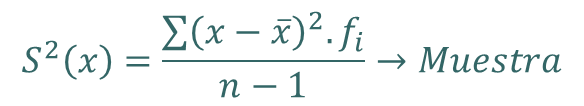 S²(x) = ∑(x − x̄)².fᵢ / n − 1 → Muestra